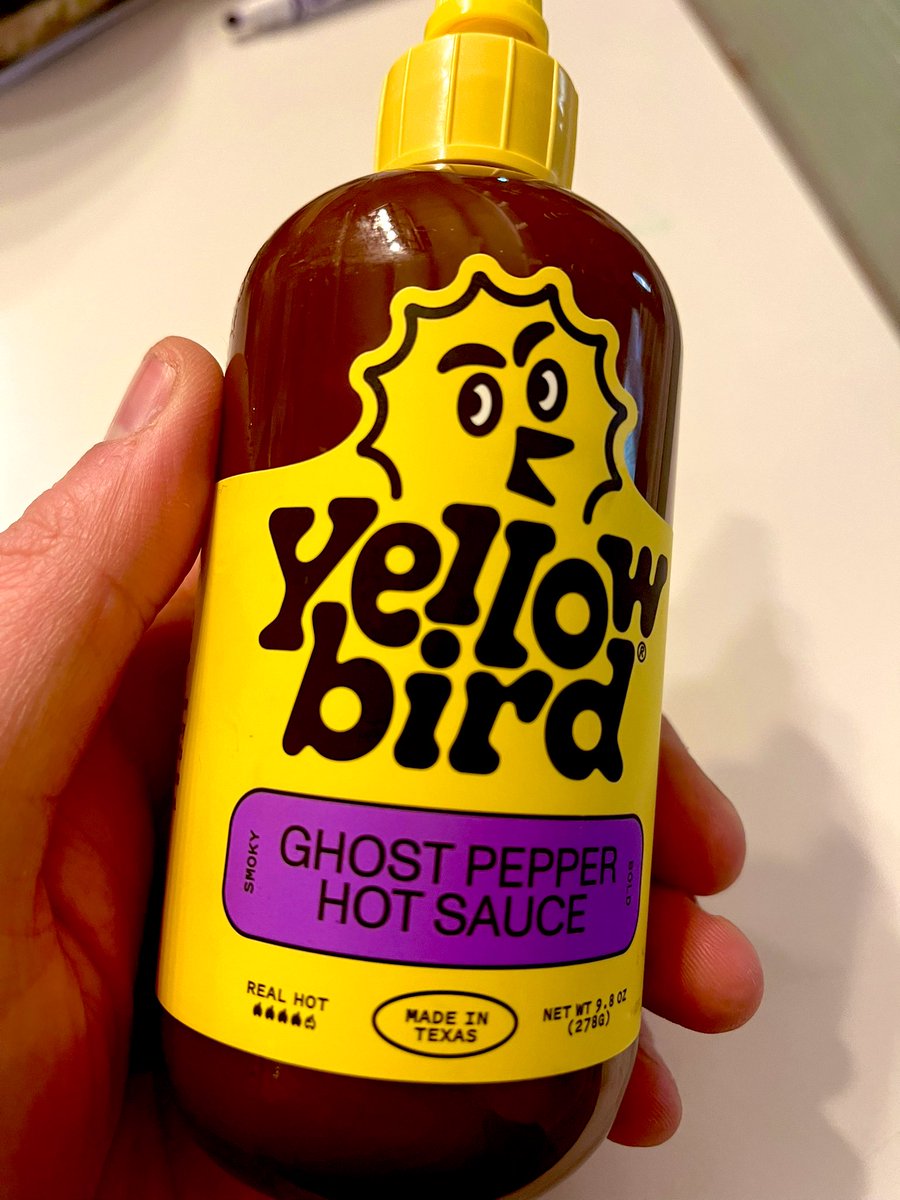 Yellow
bird®
SMOKY
GHOST PEPPER
HOT SAUCE
BOLD
REAL HOT
MADE IN
TEXAS
NET WT 9.8 OZ
(278G)